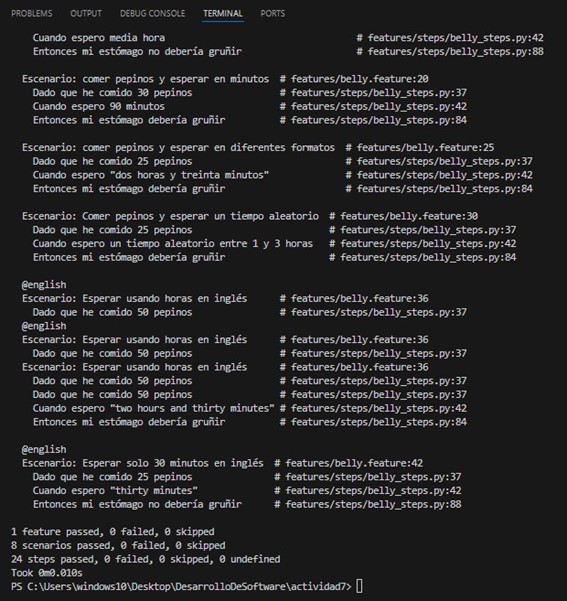 PROBLEMS OUTPUT DEBUG CONSOLE TERMINAL PORTS
Cuando espero media hora # features/steps/belly_steps.py:42
Entonces mi estómago no debería gruñir # features/steps/belly_steps.py:88
Escenario: comer pepinos y esperar en minutos # features/belly.feature:20
Dado que he comido 30 pepinos # features/steps/belly_steps.py:37
Cuando espero 90 minutos # features/steps/belly_steps.py:42
Entonces mi estómago debería gruñir # features/steps/belly_steps.py:84
Escenario: comer pepinos y esperar en diferentes formatos # features/belly.feature:25
Dado que he comido 25 pepinos # features/steps/belly_steps.py:37
Cuando espero "dos horas y treinta minutos" # features/steps/belly_steps.py:42
Entonces mi estómago debería gruñir # features/steps/belly_steps.py:84
Escenario: Comer pepinos y esperar un tiempo aleatorio # features/belly.feature:30
Dado que he comido 25 pepinos # features/steps/belly_steps.py:37
Cuando espero un tiempo aleatorio entre 1 y 3 horas # features/steps/belly_steps.py:42
Entonces mi estómago debería gruñir # features/steps/belly_steps.py:84
@english
Escenario: Esperar usando horas en inglés # features/belly.feature:36
Dado que he comido 50 pepinos # features/steps/belly_steps.py:37
@english
Escenario: Esperar usando horas en inglés # features/belly.feature:36
Dado que he comido 50 pepinos # features/steps/belly_steps.py:37
Escenario: Esperar usando horas en inglés # features/belly.feature:36
Dado que he comido 50 pepinos # features/steps/belly_steps.py:37
Dado que he comido 50 pepinos # features/steps/belly_steps.py:37
Cuando espero "two hours and thirty minutes" # features/steps/belly_steps.py:42
Entonces mi estómago debería gruñir # features/steps/belly_steps.py:84
@english
Escenario: Esperar solo 30 minutos en inglés # features/belly.feature:42
Dado que he comido 25 pepinos # features/steps/belly_steps.py:37
Cuando espero "thirty minutes" # features/steps/belly_steps.py:42
Entonces mi estómago no debería gruñir # features/steps/belly_steps.py:88
1 feature passed, 0 failed, 0 skipped
8 scenarios passed, 0 failed, 0 skipped
24 steps passed, 0 failed, 0 skipped, 0 undefined
Took 0m0.010s
PS C:\Users\windows10\Desktop\DesarrolloDeSoftware\actividad7>